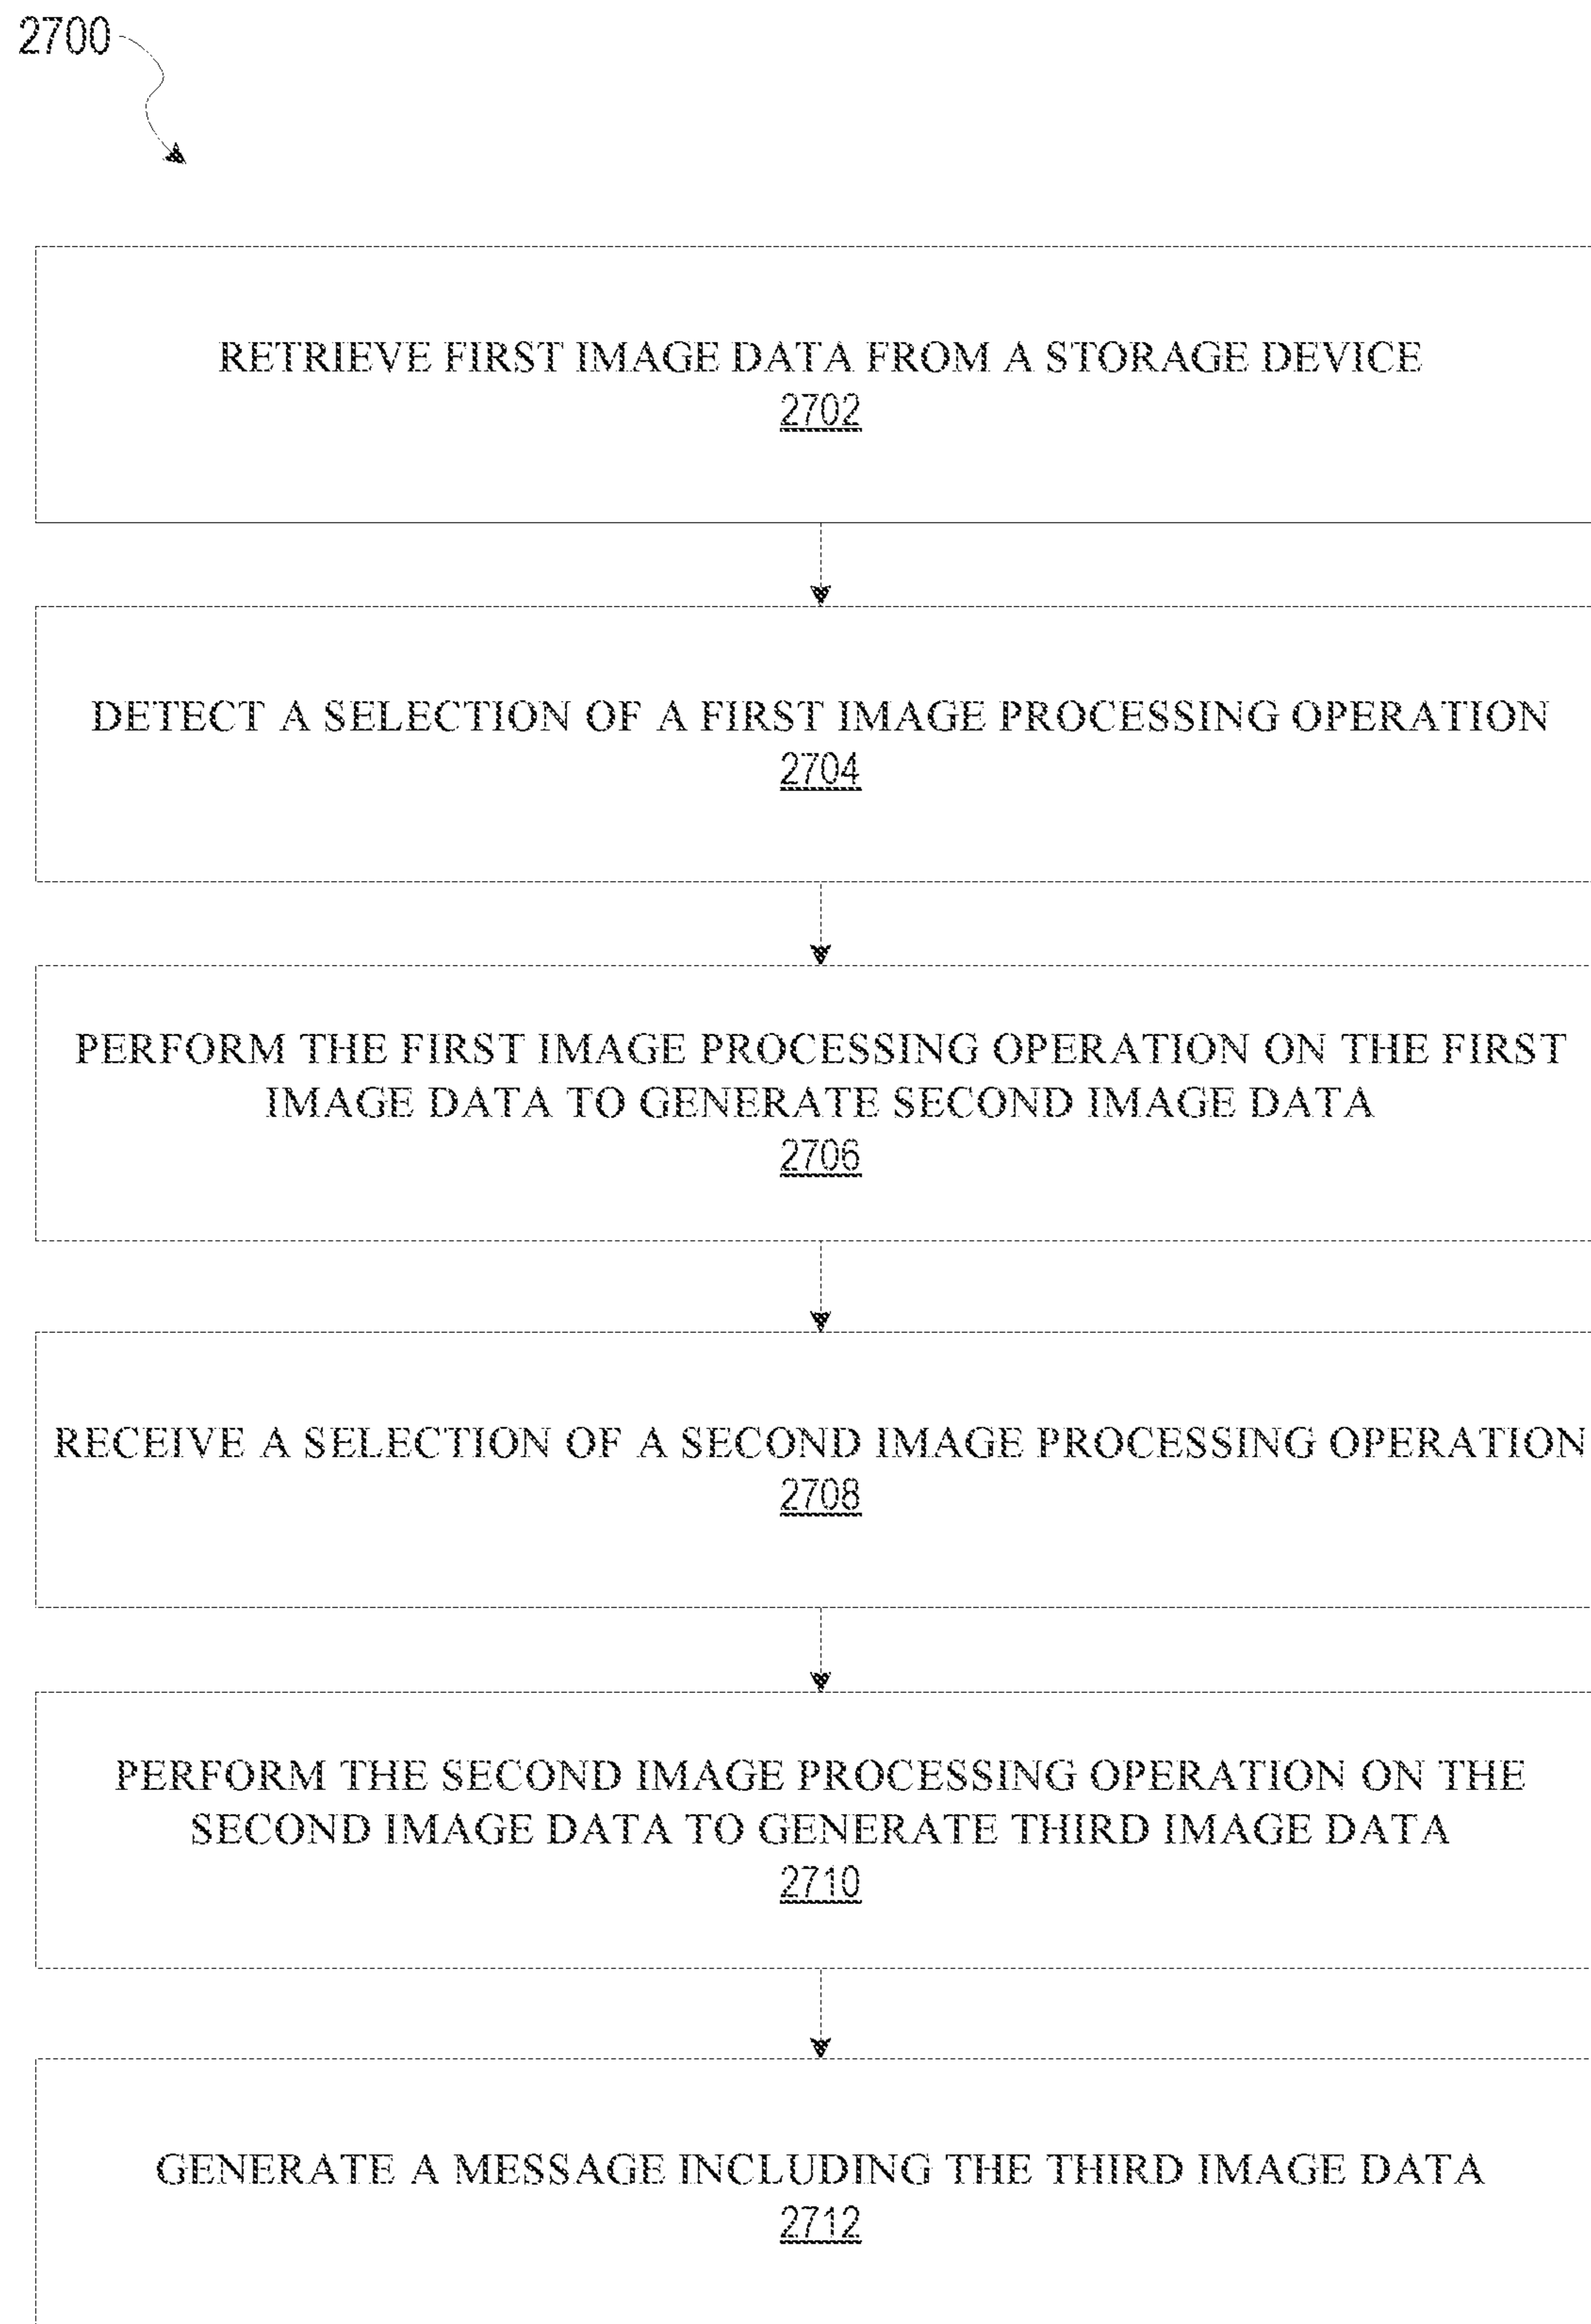 2700
RETRIEVE FIRST IMAGE DATA FROM A STORAGE DEVICE
2702
DETECT A SELECTION OF A FIRST IMAGE PROCESSING OPERATION
2704
PERFORM THE FIRST IMAGE PROCESSING OPERATION ON THE FIRST
IMAGE DATA TO GENERATE SECOND IMAGE DATA
2706
RECEIVE A SELECTION OF A SECOND IMAGE PROCESSING OPERATION
2708
PERFORM THE SECOND IMAGE PROCESSING OPERATION ON THE
SECOND IMAGE DATA TO GENERATE THIRD IMAGE DATA
2710
GENERATE A MESSAGE INCLUDING THE THIRD IMAGE DATA
2712